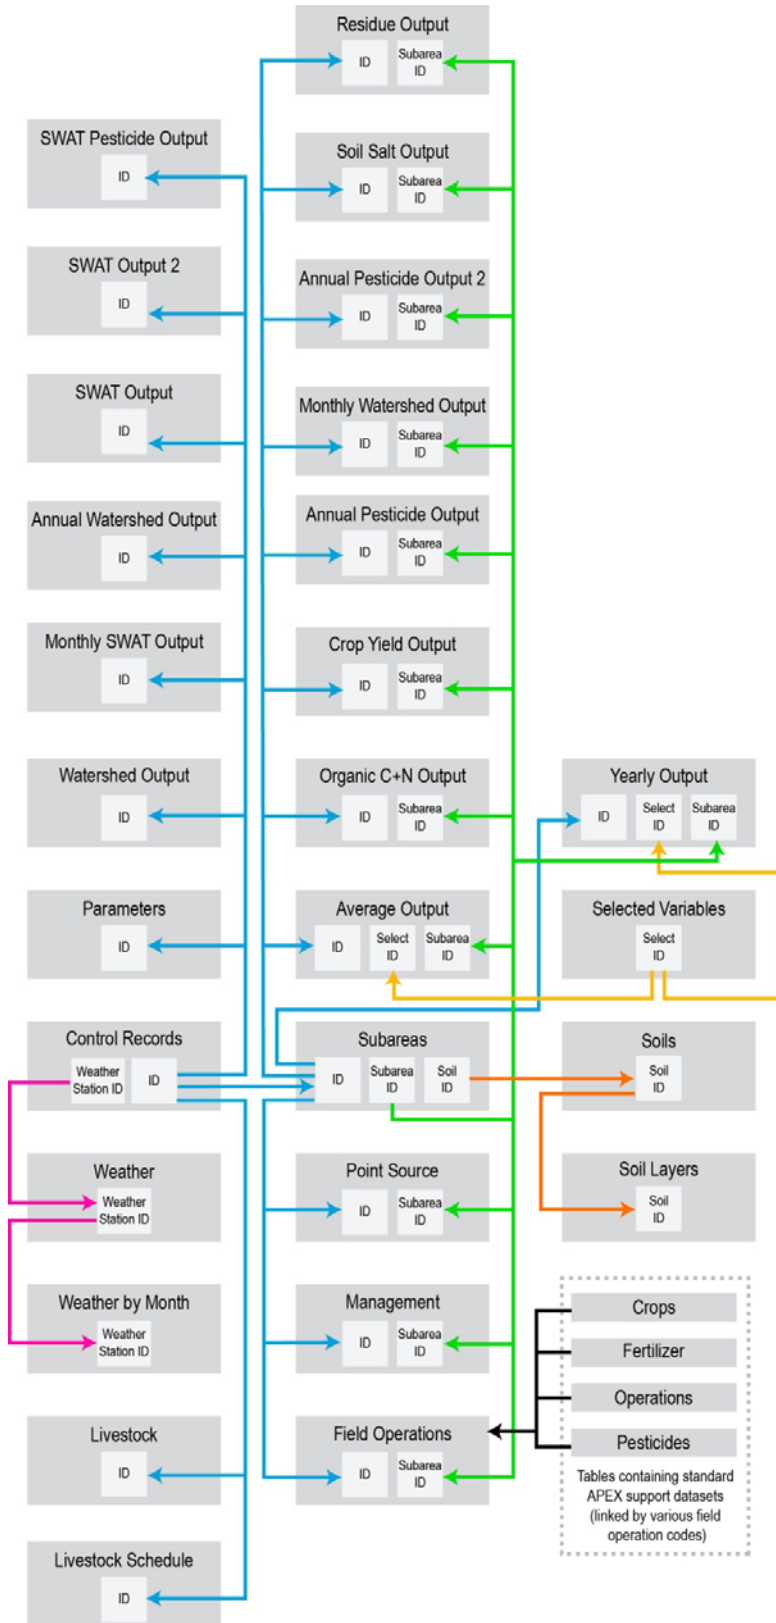 Residue Output
ID
Subarea
ID
SWAT Pesticide Output
ID
Soil Salt Output
ID
Subarea
ID
SWAT Output 2
ID
Annual Pesticide Output 2
ID
Subarea
ID
SWAT Output
ID
Monthly Watershed Output
ID
Subarea
ID
Annual Watershed Output
ID
Annual Pesticide Output
ID
Subarea
ID
Monthly SWAT Output
ID
Crop Yield Output
ID
Subarea
ID
Watershed Output
ID
Organic C+N Output
ID
Subarea
ID
Yearly Output
ID
Select
ID
Subarea
ID
Parameters
ID
Average Output
ID
Select
ID
Subarea
ID
Selected Variables
Select
ID
Control Records
Weather
Station ID
ID
Subareas
ID
Subarea
ID
Soil
ID
Soils
Soil
ID
Weather
Weather
Station ID
Point Source
ID
Subarea
ID
Soil Layers
Soil
ID
Weather by Month
Weather
Station ID
Management
ID
Subarea
ID
Crops
Fertilizer
Operations
Pesticides
Tables containing standard
APEX support datasets
(linked by various field
operation codes)
Livestock
ID
Field Operations
ID
Subarea
ID
Livestock Schedule
ID